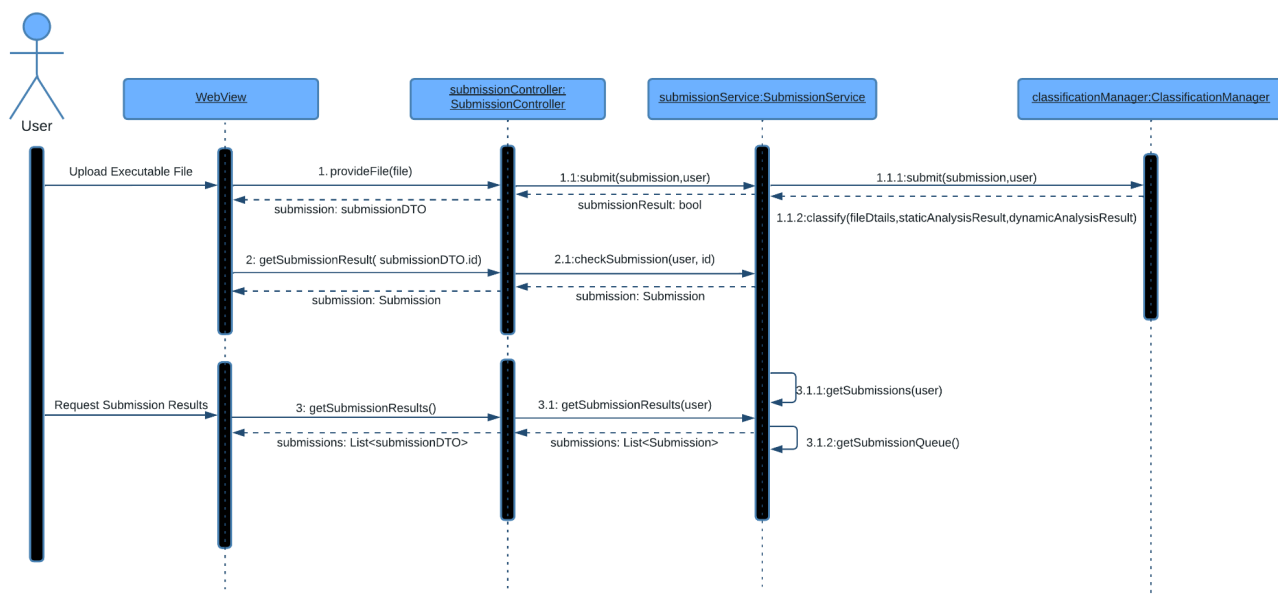 User
WebView
submissionController:
SubmissionController
submissionService:SubmissionService
classificationManager:ClassificationManager
Upload Executable File
1. provideFile(file)
1.1:submit(submission,user)
1.1.1:submit(submission,user)
submission: submissionDTO
submissionResult: bool
1.1.2:classify(fileDtails,staticAnalysisResult,dynamicAnalysisResult)
2: getSubmissionResult( submissionDTO.id)
2.1:checkSubmission(user, id)
submission: Submission
submission: Submission
3.1.1:getSubmissions(user)
Request Submission Results
3: getSubmissionResults()
3.1: getSubmissionResults(user)
submissions: List<submissionDTO>
submissions: List<Submission>
3.1.2:getSubmissionQueue()